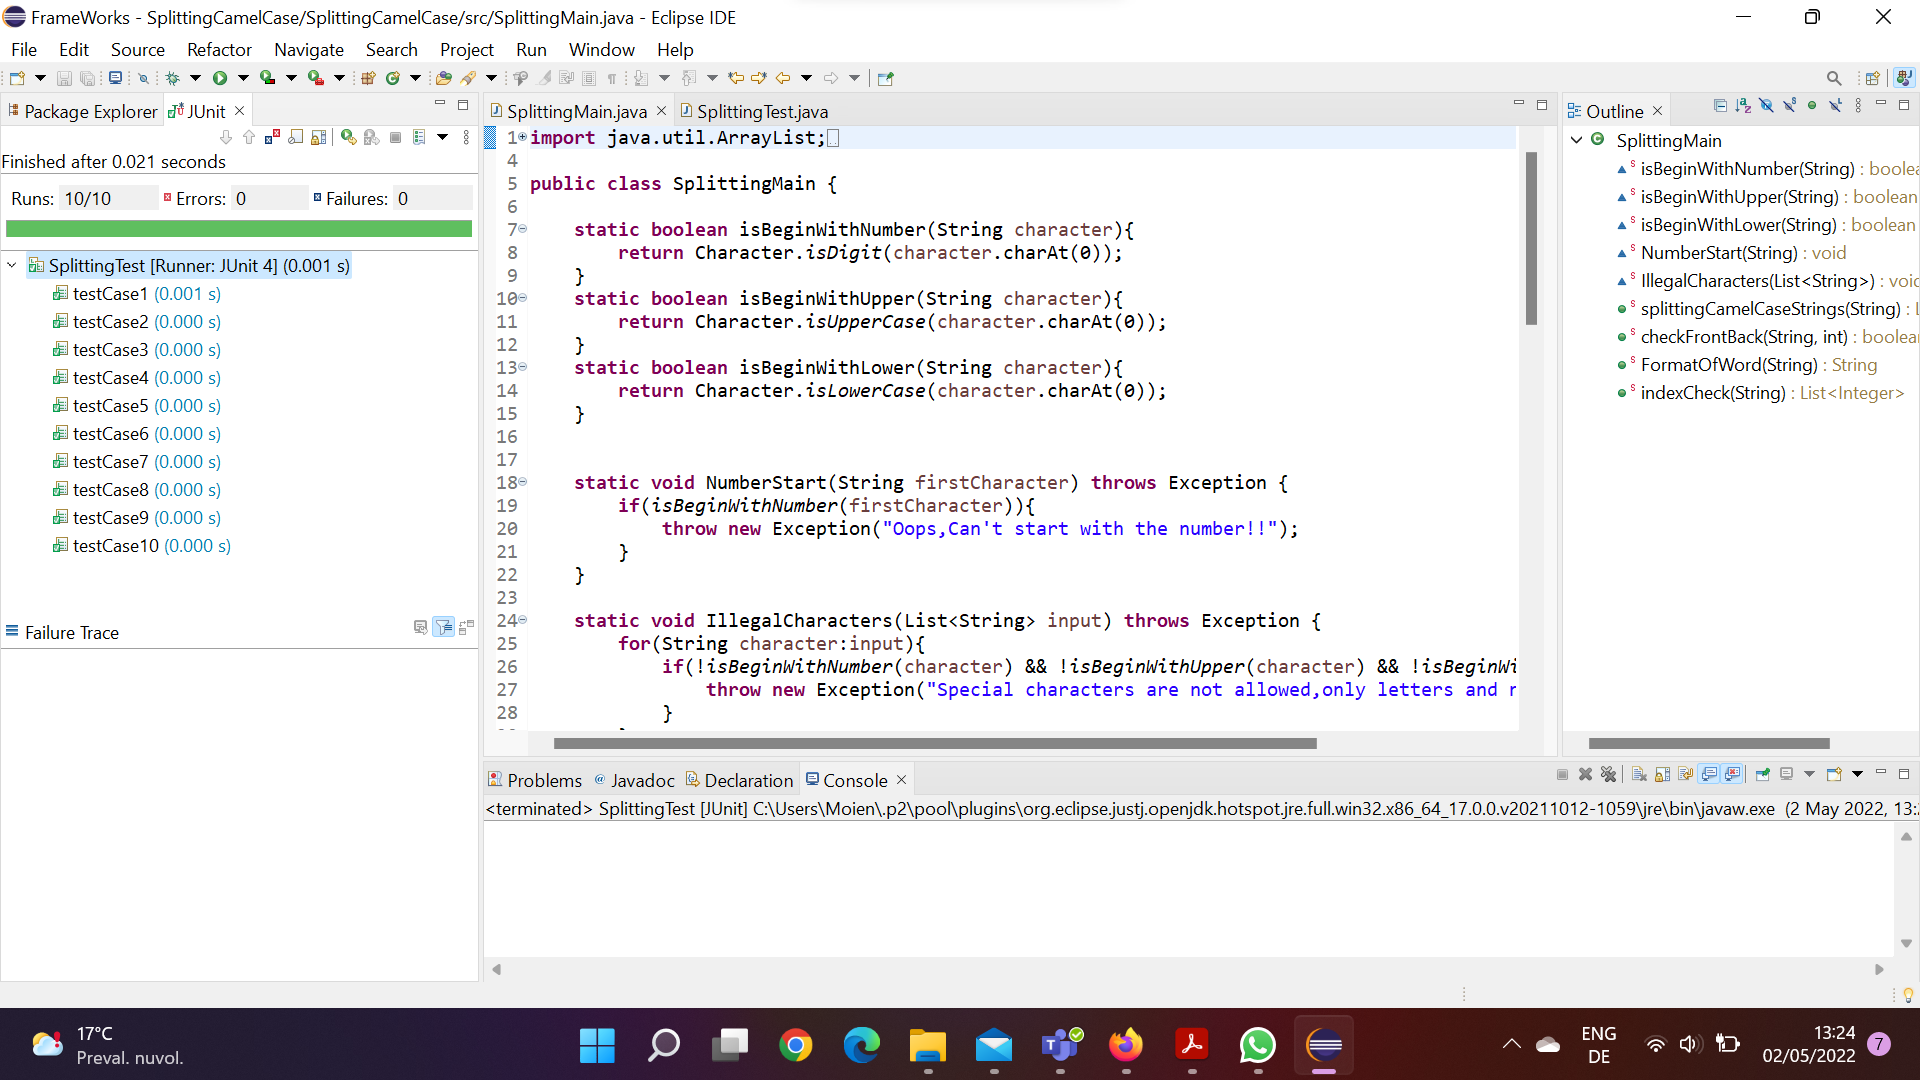 FrameWorks - SplittingCamelCase/SplittingCamelCase/src/SplittingMain.java - Eclipse IDE
File Edit Source Refactor Navigate Search Project Run Window Help
Package Explorer JUnit
Finished after 0.021 seconds
Runs: 10/10 Errors: 0 Failures: 0
SplittingTest [Runner: JUnit 4] (0.001 s)
testCase1 (0.001 s)
testCase2 (0.000 s)
testCase3 (0.000 s)
testCase4 (0.000 s)
testCase5 (0.000 s)
testCase6 (0.000 s)
testCase7 (0.000 s)
testCase8 (0.000 s)
testCase9 (0.000 s)
testCase10 (0.000 s)
Failure Trace
SplittingMain.java SplittingTest.java
1 import java.util.ArrayList;
4
5 public class SplittingMain {
6
7 static boolean isBeginWithNumber(String character){
8 return Character.isDigit(character.charAt(0));
9 }
10 static boolean isBeginWithUpper(String character){
11 return Character.isUpperCase(character.charAt(0));
12 }
13 static boolean isBeginWithLower(String character){
14 return Character.isLowerCase(character.charAt(0));
15 }
16
17
18 static void NumberStart(String firstCharacter) throws Exception {
19 if(isBeginWithNumber(firstCharacter)){
20 throw new Exception("Oops,Can't start with the number!!");
21 }
22 }
23
24 static void IllegalCharacters(List<String> input) throws Exception {
25 for(String character:input){
26 if(!isBeginWithNumber(character) && !isBeginWithUpper(character) && !isBeginWi
27 throw new Exception("Special characters are not allowed,only letters and
28 }
Outline
SplittingMain
isBeginWithNumber(String) : boolea
isBeginWithUpper(String) : boolean
isBeginWithLower(String) : boolean
NumberStart(String) : void
IllegalCharacters(List<String>) : voic
splittingCamelCaseStrings(String) :
checkFrontBack(String, int) : boolea
FormatOfWord(String) : String
indexCheck(String) : List<Integer>
Problems @ Javadoc Declaration Console
<terminated> SplittingTest [JUnit] C:\Users\Moien\.p2\pool\plugins\org.eclipse.justj.openjdk.hotspot.jre.full.win32.x86_64_17.0.0.v20211012-1059\jre\bin\javaw.exe (2 May 2022, 13:
17°C
Preval. nuvol.
ENG
DE
13:24
02/05/2022
7